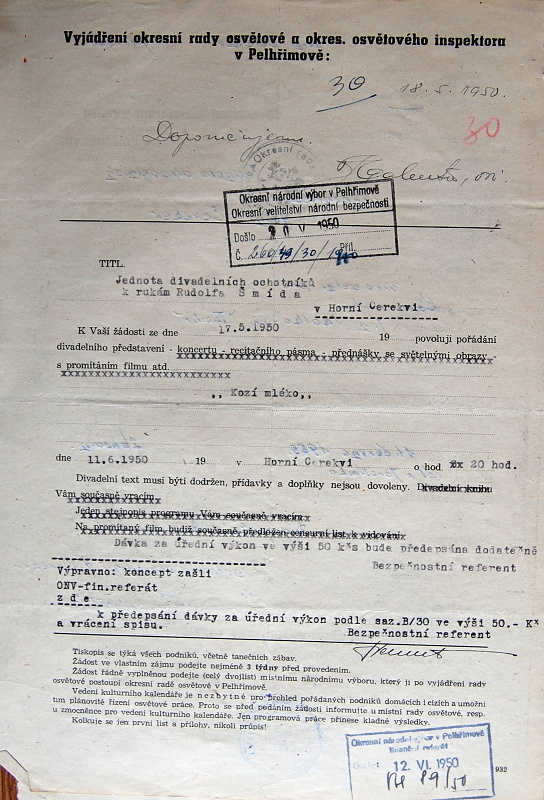 Vyjádření okresní rady osvětové a okres. osvětového inspektora
v Pelhřimově:
30 18.5.1950.
Doporučujeme.
30
Okresní rada
Okresní národní výbor v Pelhřimově
Okresní velitelství národní bezpečnosti
Došlo 20 V 1950
Č. 260/49/30/ Příl.
TITL.
Jednota divadelních ochotníků
k rukám Rudolfa Šmída
v Horní Cerekvi
K Vaší žádosti ze dne 17.5.1950 19 povoluji pořádání
divadelního představení - koncertu - recitačního pásma - přednášky se světelnými obrazy
s promítáním filmu atd.
,, Kozí mléko,,
dne 11.6.1950 19 v Horní Cerekvi o hod. 20 hod.
Divadelní text musí býti dodržen, přídavky a doplňky nejsou dovoleny. Divadelní knihu
Vám současně vracím
Jeden stejnopis programu Vám současně vracím
Na promítaný film budiž současně předložen censurní list k vidování
Dávka za úřední výkon ve výši 50 kčs bude předepsána dodatečně
Bezpečnostní referent
Výpravno: koncept zašli
ONV-fin.referát
z d e
k předepsání dávky za úřední výkon podle saz.B/30 ve výši 50.- Kč
a vrácení spisu.
Bezpečnostní referent
Tiskopis se týká všech podniků, včetně tanečních zábav.
Žádost ve vlastním zájmu podejte nejméně 3 týdny před provedením.
Žádost řádně vyplněnou podejte (celý dvojlist) místnímu národnímu výboru, který ji po vyjádření rady
osvětové postoupí okresní radě osvětové v Pelhřimově.
Vedení kulturního kalendáře je nezbytné pro přehled pořádaných podniků domácích i cizích a umožní
tím plánovité řízení osvětové práce. Proto se před podáním žádosti informujte u místní rady osvětové, resp.
u zmocněnce pro vedení kulturního kalendáře. Jen programová práce přinese kladné výsledky.
Kolkuje se jen první list a přílohy, nikoli průpis!
Okresní národní výbor v Pelhřimově
finanční referát
Došlo: 12. VI. 1950
89/50
932